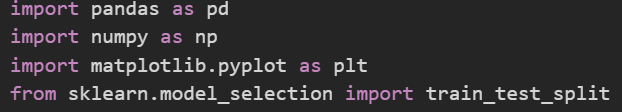 import pandas as pd
import numpy as np
import matplotlib.pyplot as plt
from sklearn.model_selection import train_test_split